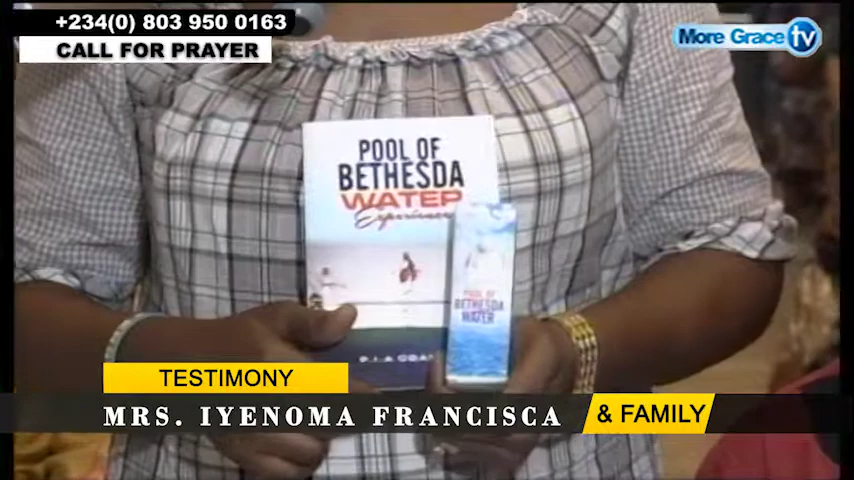 +234(0) 803 950 0163
CALL FOR PRAYER
More Grace tv
POOL OF
BETHESDA
WATER
Experience
POOL OF
BETHESDA
WATER
TESTIMONY
MRS. IYENOMA FRANCISCA
& FAMILY